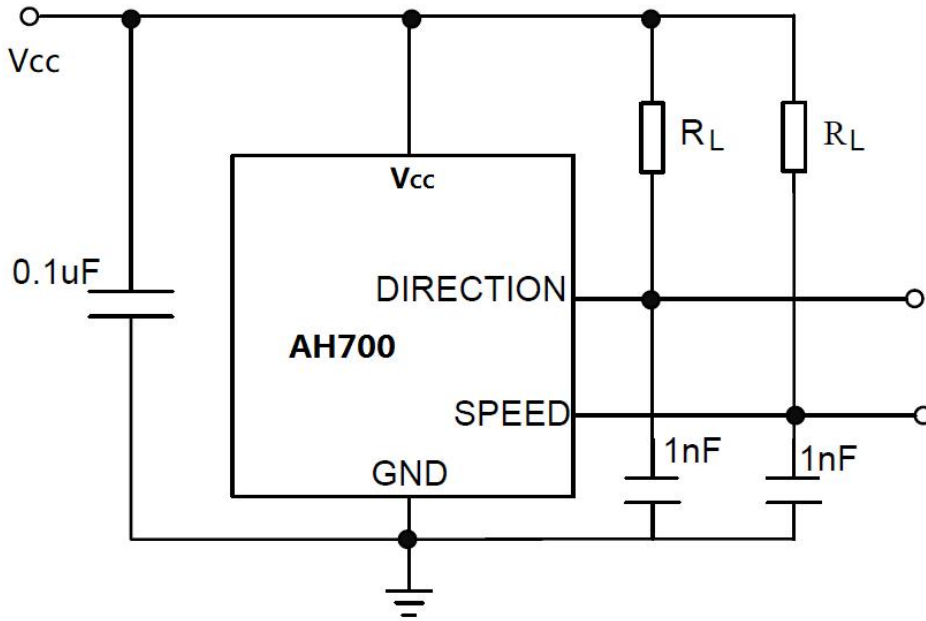 Vcc
RL
RL
Vcc
0.1uF
DIRECTION
AH700
SPEED
1nF
1nF
GND